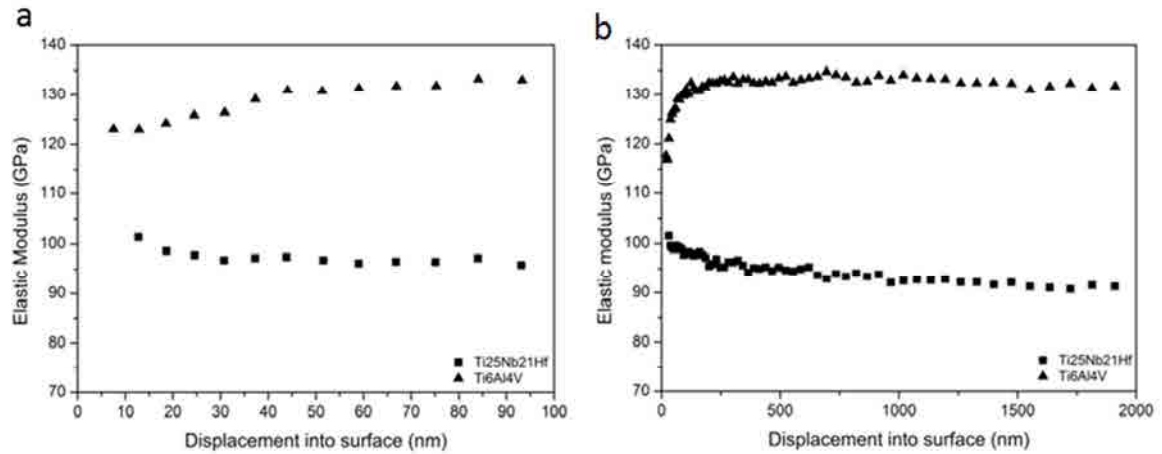 a
140
130
120
110
100
90
80
70
Elastic Modulus (GPa)
Ti25Nb21Hf
Ti6Al4V
0 10 20 30 40 50 60 70 80 90 100
Displacement into surface (nm)
b
140
130
120
110
100
90
80
70
Elastic modulus (GPa)
Ti25Nb21Hf
Ti6Al4V
0 500 1000 1500 2000
Displacement into surface (nm)